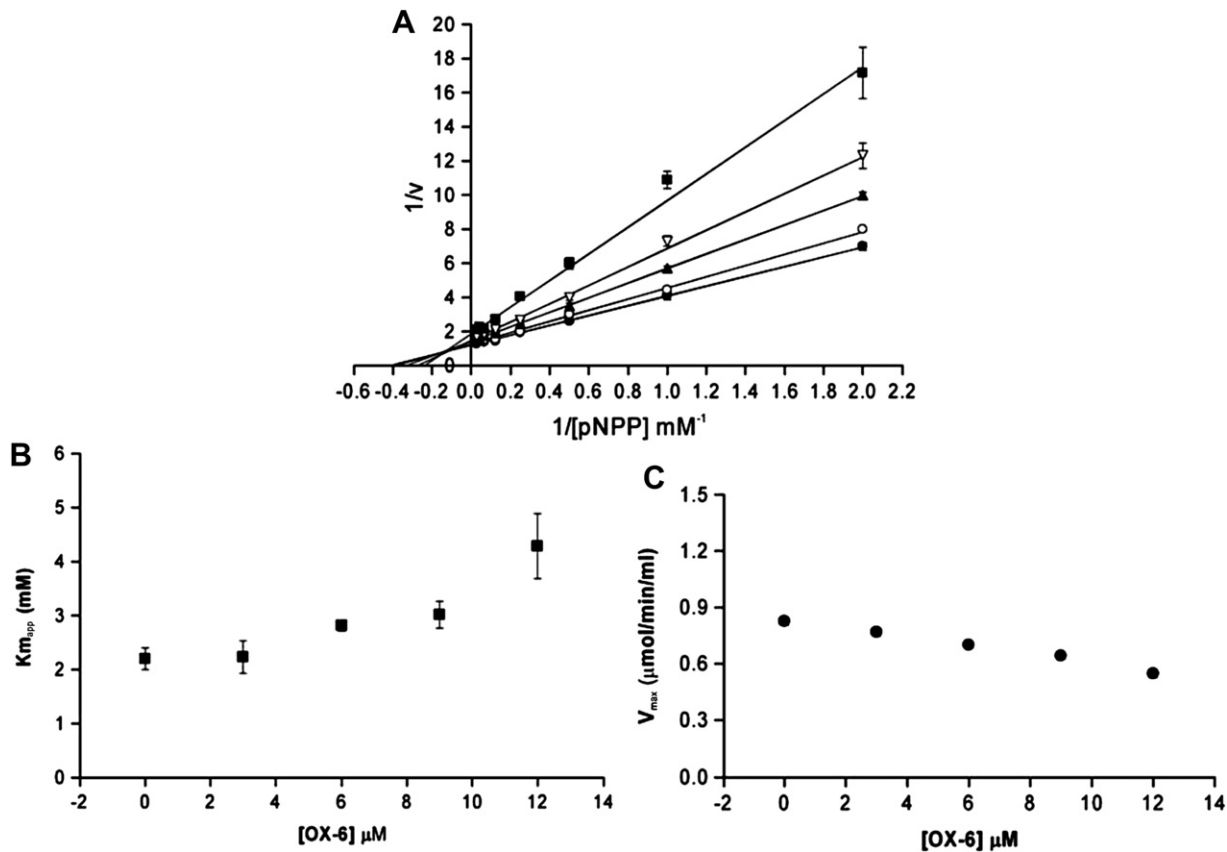 A
20
18
16
14
12
10
8
6
4
2
0
1/v
-0.6 -0.4 -0.2 0.0 0.2 0.4 0.6 0.8 1.0 1.2 1.4 1.6 1.8 2.0 2.2
1/[pNPP] mM⁻¹
B
6
5
4
3
2
1
0
Km_app (mM)
-2 0 2 4 6 8 10 12 14
[OX-6] μM
C
1.5
1.2
0.9
0.6
0.3
0.0
V_max (μmol/min/ml)
-2 0 2 4 6 8 10 12 14
[OX-6] μM